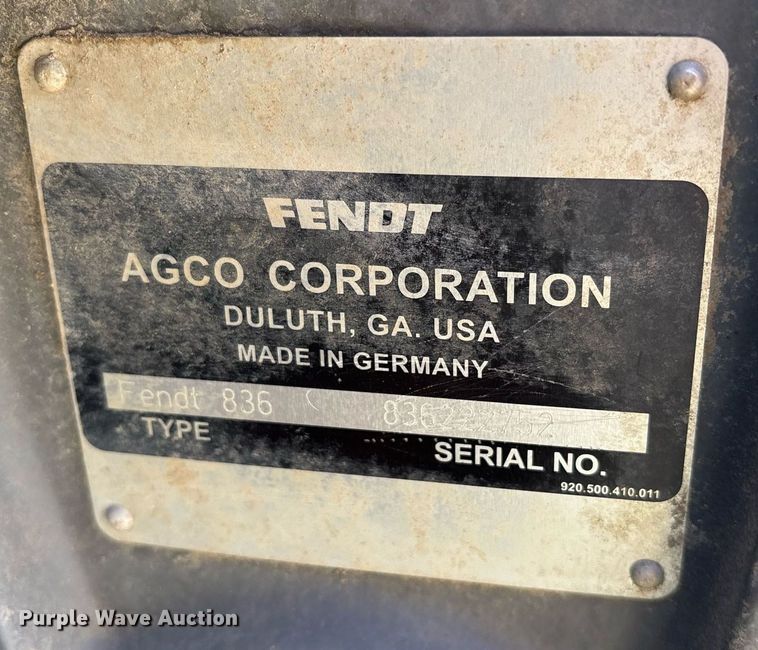 FENDT
AGCO CORPORATION
DULUTH, GA. USA
MADE IN GERMANY
Fendt 836
TYPE
SERIAL NO.
920.500.410.011
Purple Wave Auction